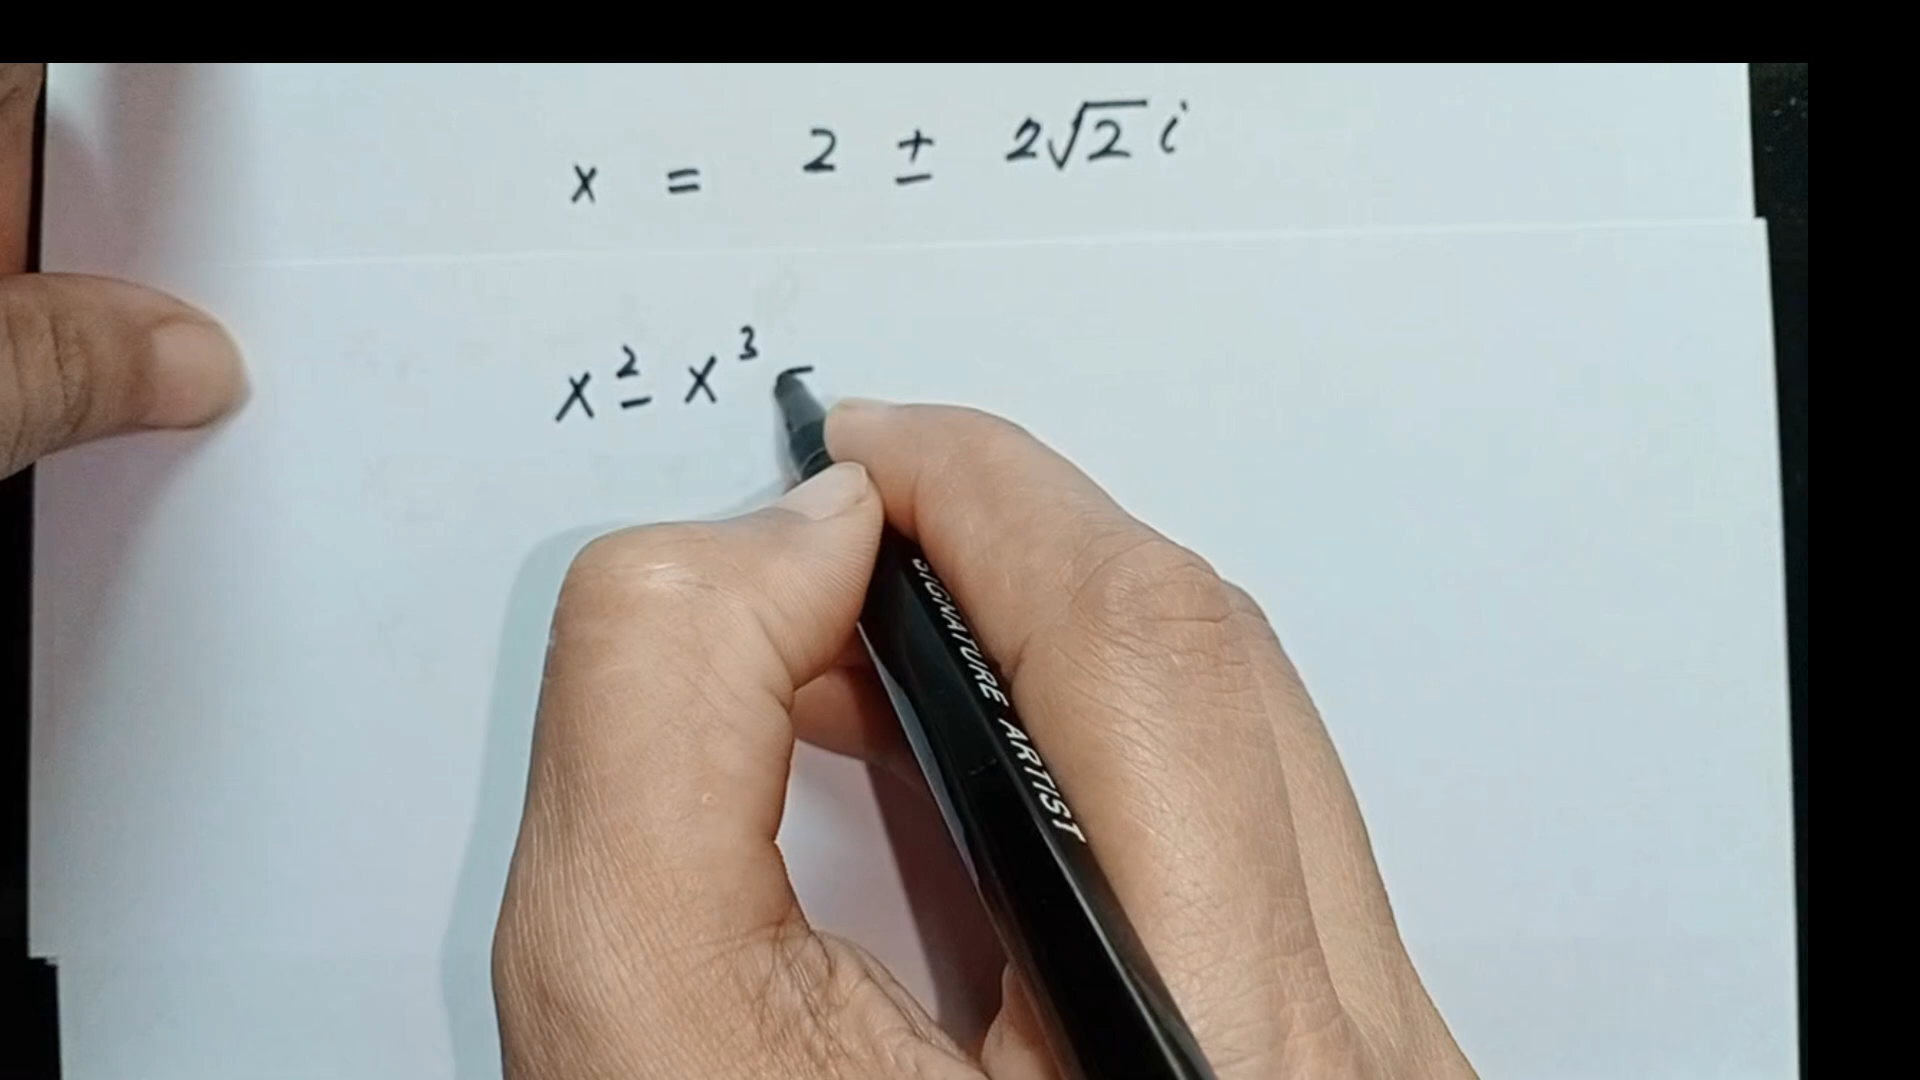 x = 2 ± 2√2 i
x² - x³ -
SIGNATURE ARTIST